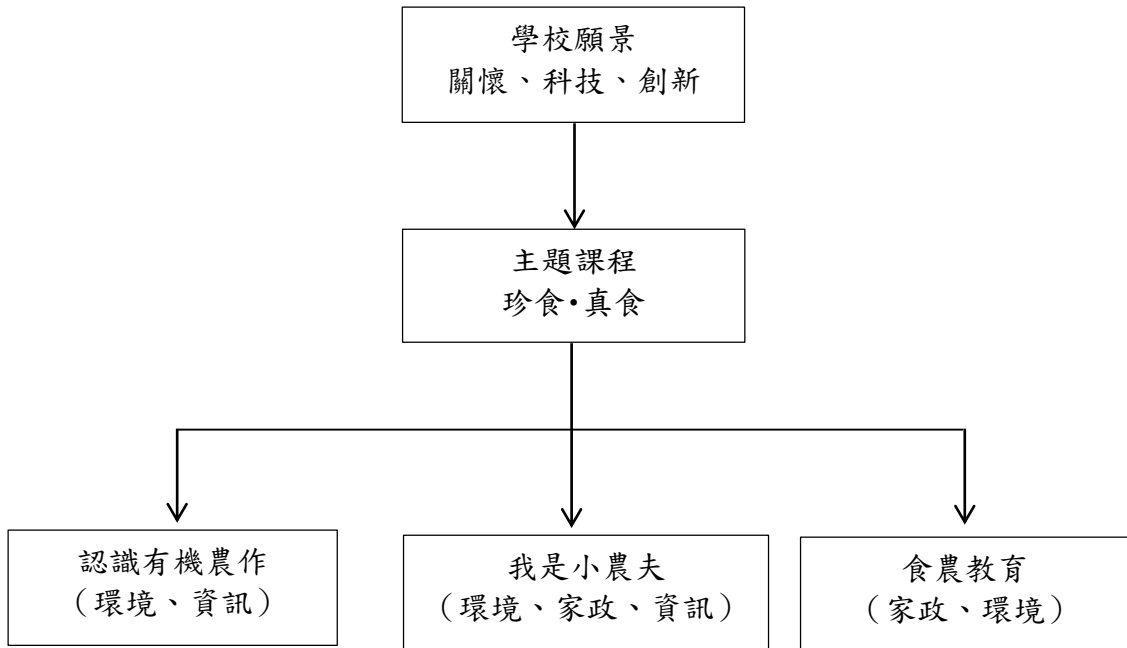 學校願景
關懷、科技、創新
主題課程
珍食•真食
認識有機農作
（環境、資訊）
我是小農夫
（環境、家政、資訊）
食農教育
（家政、環境）